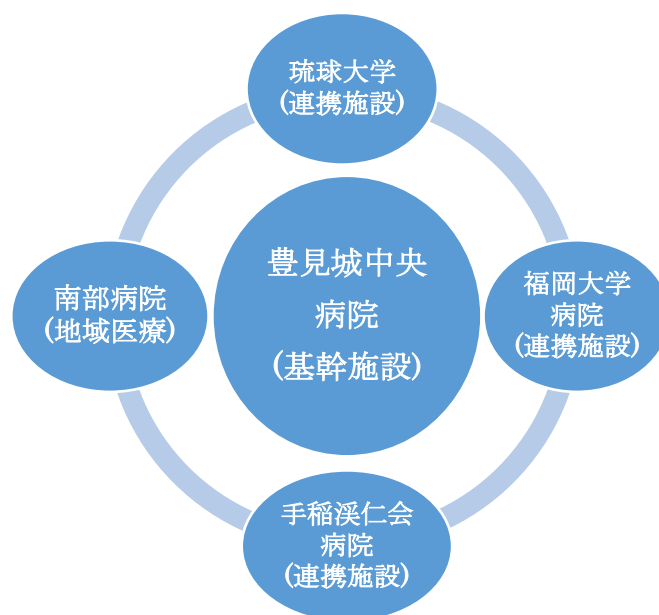 琉球大学
(連携施設)
豊見城中央
病院
(基幹施設)
南部病院
(地域医療)
福岡大学
病院
(連携施設)
手稲渓仁会
病院
(連携施設)